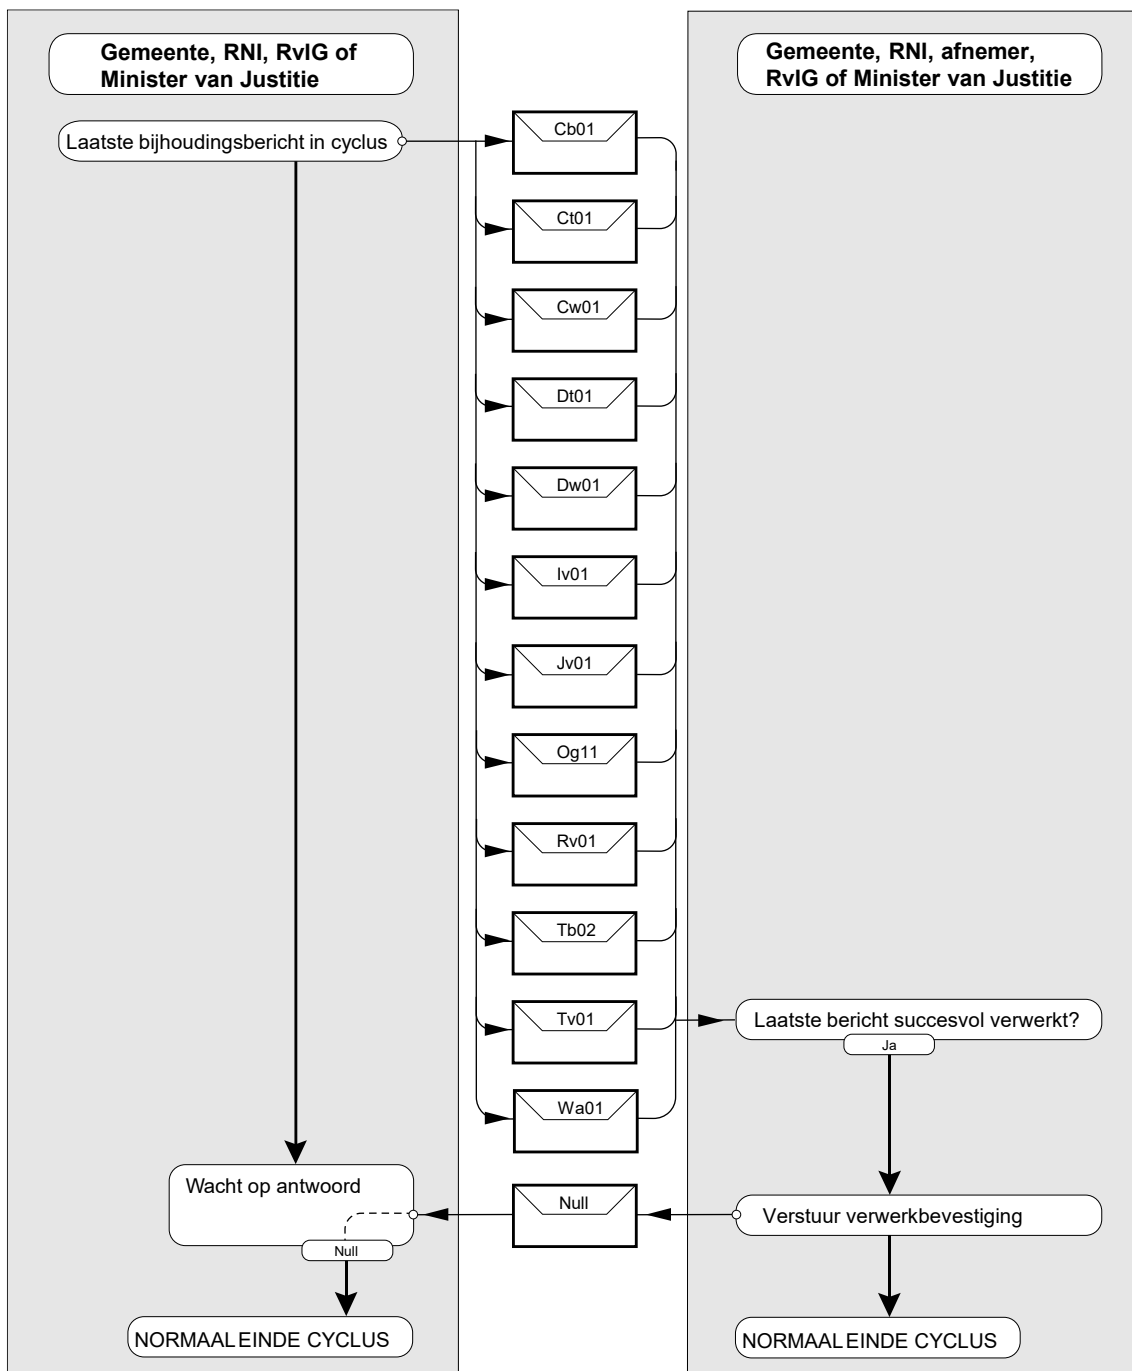 Gemeente, RNI, RvIG of
Minister van Justitie
Gemeente, RNI, afnemer,
RvIG of Minister van Justitie
Laatste bijhoudingsbericht in cyclus
Cb01
Ct01
Cw01
Dt01
Dw01
Iv01
Jv01
Og11
Rv01
Tb02
Tv01
Laatste bericht succesvol verwerkt?
Ja
Wa01
Wacht op antwoord
Null
Null
Verstuur verwerkbevestiging
NORMAAL EINDE CYCLUS
NORMAAL EINDE CYCLUS